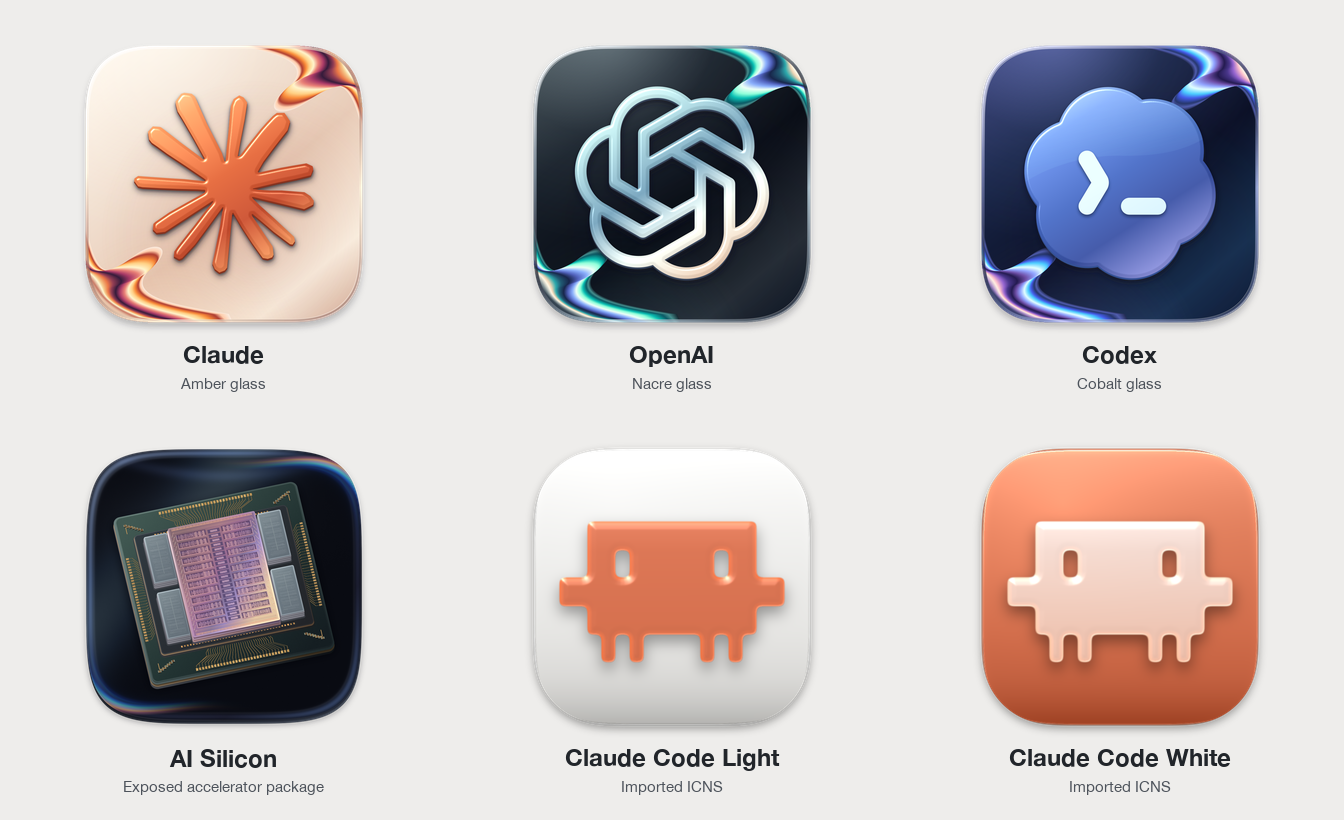 Claude
Amber glass
OpenAI
Nacre glass
Codex
Cobalt glass
AI Silicon
Exposed accelerator package
Claude Code Light
Imported ICNS
Claude Code White
Imported ICNS